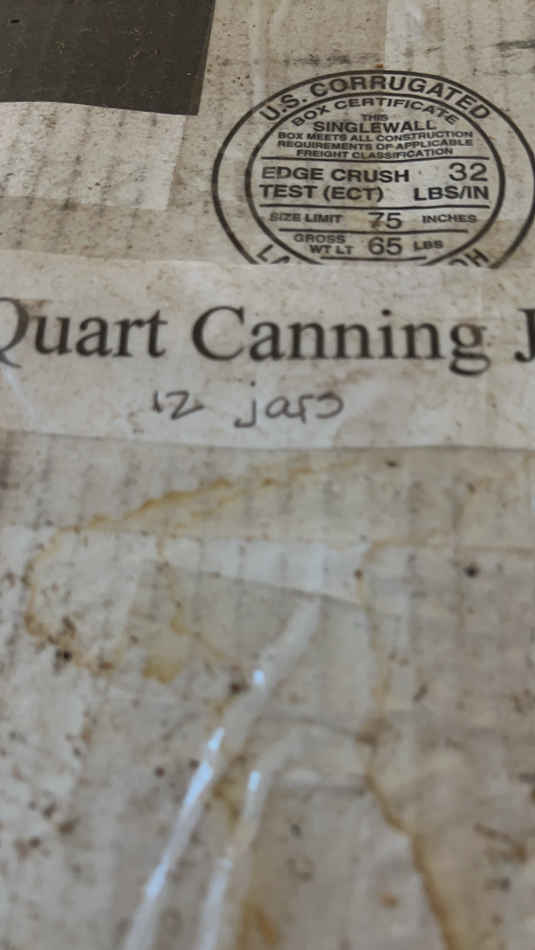 U.S. CORRUGATED
BOX CERTIFICATE
THIS
SINGLEWALL
BOX MEETS ALL CONSTRUCTION
REQUIREMENTS OF APPLICABLE
FREIGHT CLASSIFICATION
EDGE CRUSH 32
TEST (ECT) LBS/IN
SIZE LIMIT 75 INCHES
GROSS
WT LT 65 LBS
Quart Canning J
12 jars